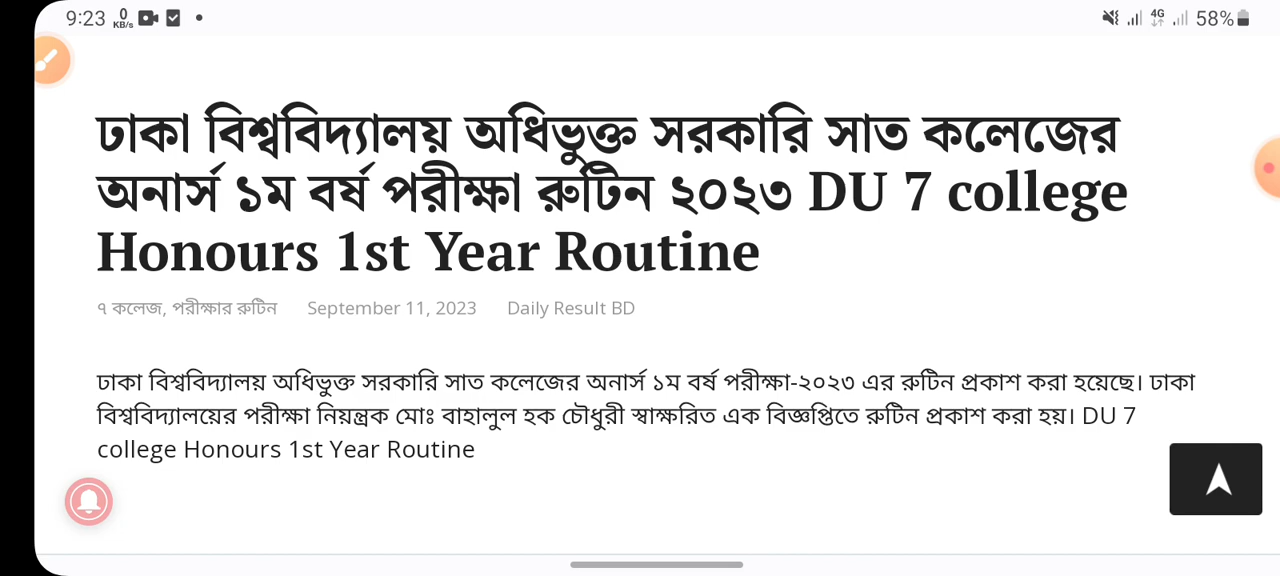 9:23 0 KB/s 4G 58%
ঢাকা বিশ্ববিদ্যালয় অধিভুক্ত সরকারি সাত কলেজের
অনার্স ১ম বর্ষ পরীক্ষা রুটিন ২০২৩ DU 7 college
Honours 1st Year Routine
৭ কলেজ, পরীক্ষার রুটিন September 11, 2023 Daily Result BD
ঢাকা বিশ্ববিদ্যালয় অধিভুক্ত সরকারি সাত কলেজের অনার্স ১ম বর্ষ পরীক্ষা-২০২৩ এর রুটিন প্রকাশ করা হয়েছে। ঢাকা
বিশ্ববিদ্যালয়ের পরীক্ষা নিয়ন্ত্রক মোঃ বাহালুল হক চৌধুরী স্বাক্ষরিত এক বিজ্ঞপ্তিতে রুটিন প্রকাশ করা হয়। DU 7
college Honours 1st Year Routine